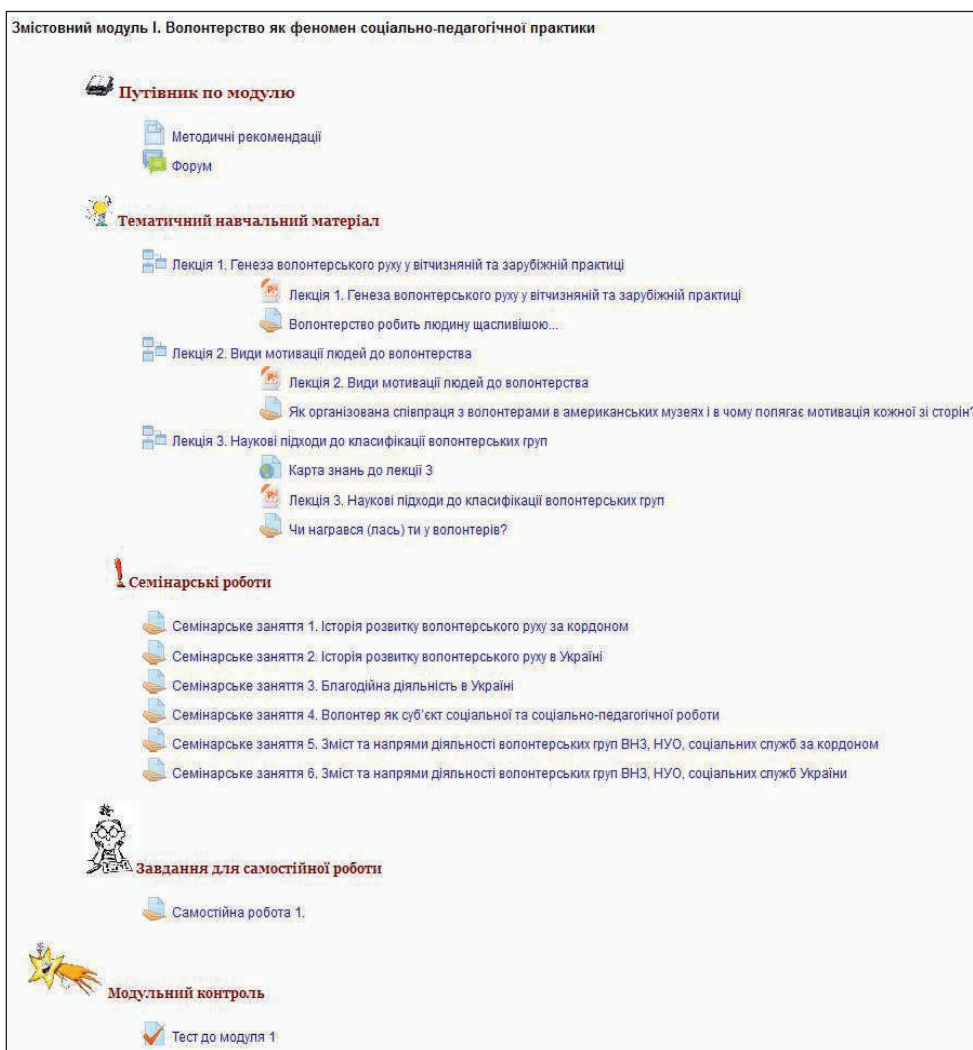 Змістовний модуль І. Волонтерство як феномен соціально-педагогічної практики
Путівник по модулю
Методичні рекомендації
Форум
Тематичний навчальний матеріал
Лекція 1. Генеза волонтерського руху у вітчизняній та зарубіжній практиці
Лекція 1. Генеза волонтерського руху у вітчизняній та зарубіжній практиці
Волонтерство робить людину щасливішою...
Лекція 2. Види мотивації людей до волонтерства
Лекція 2. Види мотивації людей до волонтерства
Як організована співпраця з волонтерами в американських музеях і в чому полягає мотивація кожної зі сторін?
Лекція 3. Наукові підходи до класифікації волонтерських груп
Карта знань до лекції 3
Лекція 3. Наукові підходи до класифікації волонтерських груп
Чи награвся (лась) ти у волонтерів?
Семінарські роботи
Семінарське заняття 1. Історія розвитку волонтерського руху за кордоном
Семінарське заняття 2. Історія розвитку волонтерського руху в Україні
Семінарське заняття 3. Благодійна діяльність в Україні
Семінарське заняття 4. Волонтер як суб'єкт соціальної та соціально-педагогічної роботи
Семінарське заняття 5. Зміст та напрями діяльності волонтерських груп ВНЗ, НУО, соціальних служб за кордоном
Семінарське заняття 6. Зміст та напрями діяльності волонтерських груп ВНЗ, НУО, соціальних служб України
Завдання для самостійної роботи
Самостійна робота 1.
Модульний контроль
Тест до модуля 1